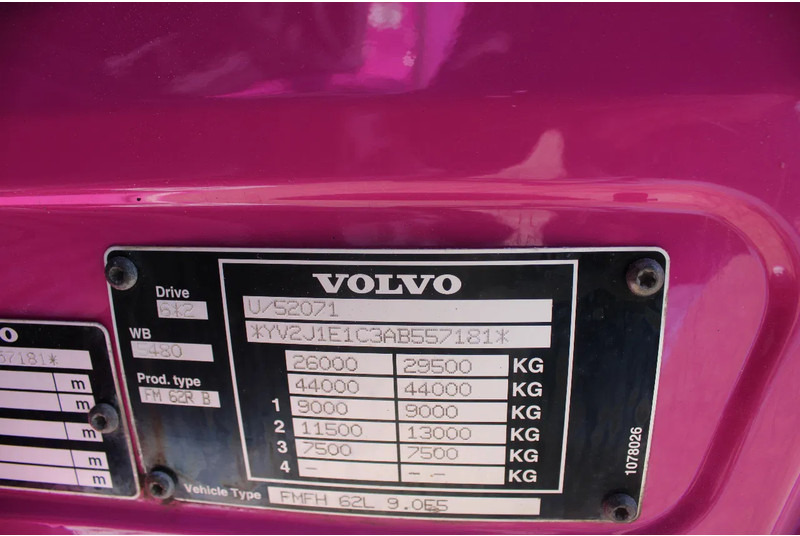 VOLVO
Drive
6*2
U/52071
*YV2J1E1C3AB557181*
WB
5480
Prod. type
FM 62R B
26000 29500 KG
44000 44000 KG
1 9000 9000 KG
2 11500 13000 KG
3 7500 7500 KG
4 - - - KG
Vehicle Type FMFH 62L 9.0E5
1078026
O
57181*
m
m
m
m